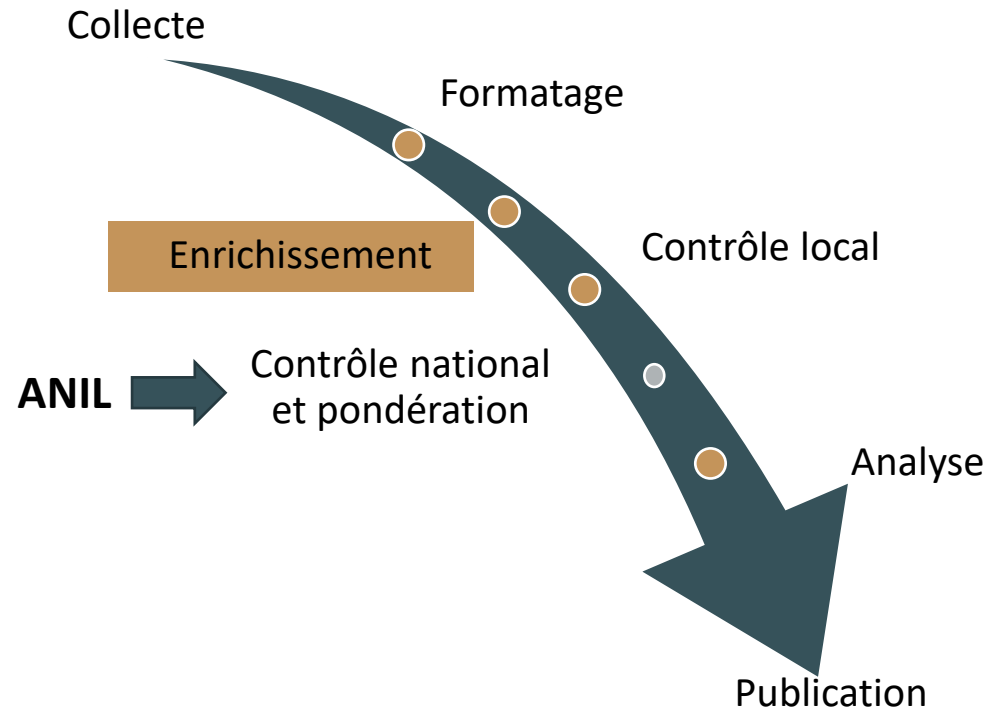 Collecte
Formatage
Enrichissement
Contrôle local
ANIL
Contrôle national
et pondération
Analyse
Publication